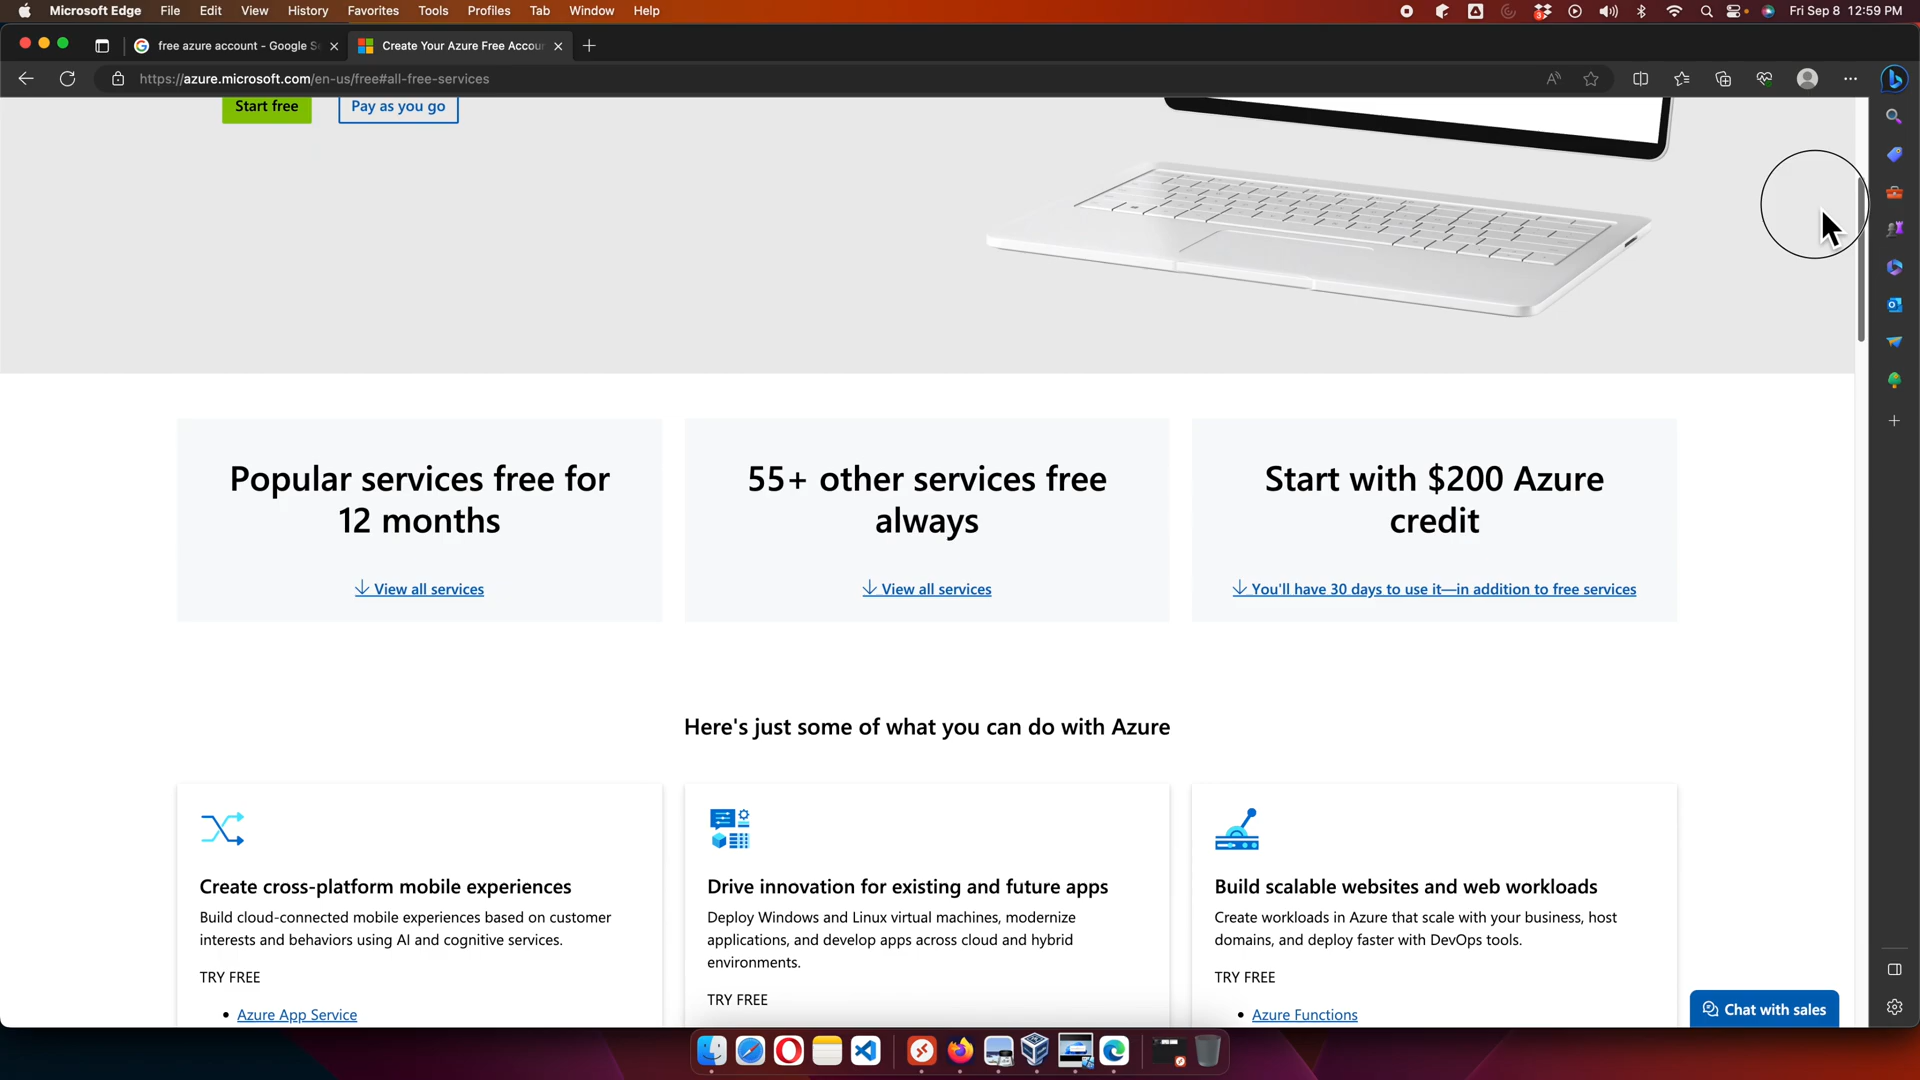 Microsoft Edge File Edit View History Favorites Tools Profiles Tab Window Help Fri Sep 8 12:59 PM
free azure account - Google S
Create Your Azure Free Accou
https://azure.microsoft.com/en-us/free#all-free-services
Start free
Pay as you go
Popular services free for
12 months
View all services
55+ other services free
always
View all services
Start with $200 Azure
credit
You'll have 30 days to use it—in addition to free services
Here's just some of what you can do with Azure
Create cross-platform mobile experiences
Build cloud-connected mobile experiences based on customer
interests and behaviors using AI and cognitive services.
TRY FREE
• Azure App Service
Drive innovation for existing and future apps
Deploy Windows and Linux virtual machines, modernize
applications, and develop apps across cloud and hybrid
environments.
TRY FREE
Build scalable websites and web workloads
Create workloads in Azure that scale with your business, host
domains, and deploy faster with DevOps tools.
TRY FREE
• Azure Functions
Chat with sales